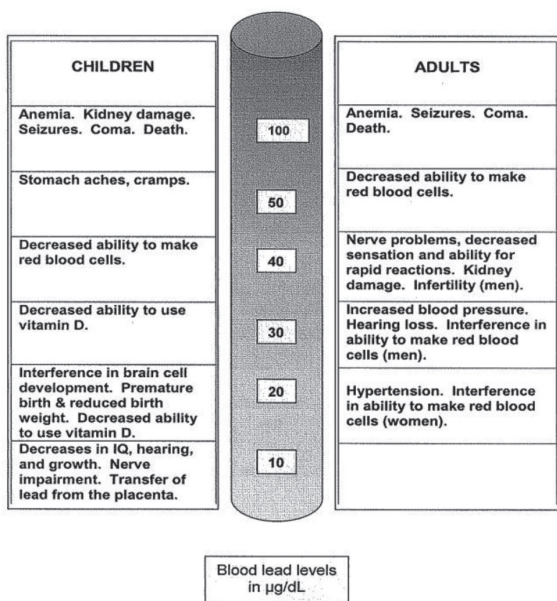 CHILDREN
Anemia. Kidney damage.
Seizures. Coma. Death.
Stomach aches, cramps.
Decreased ability to make
red blood cells.
Decreased ability to use
vitamin D.
Interference in brain cell
development. Premature
birth & reduced birth
weight. Decreased ability
to use vitamin D.
Decreases in IQ, hearing,
and growth. Nerve
impairment. Transfer of
lead from the placenta.
100
50
40
30
20
10
ADULTS
Anemia. Seizures. Coma.
Death.
Decreased ability to make
red blood cells.
Nerve problems, decreased
sensation and ability for
rapid reactions. Kidney
damage. Infertility (men).
Increased blood pressure.
Hearing loss. Interference in
ability to make red blood
cells (men).
Hypertension. Interference
in ability to make red blood
cells (women).
Blood lead levels
in µg/dL